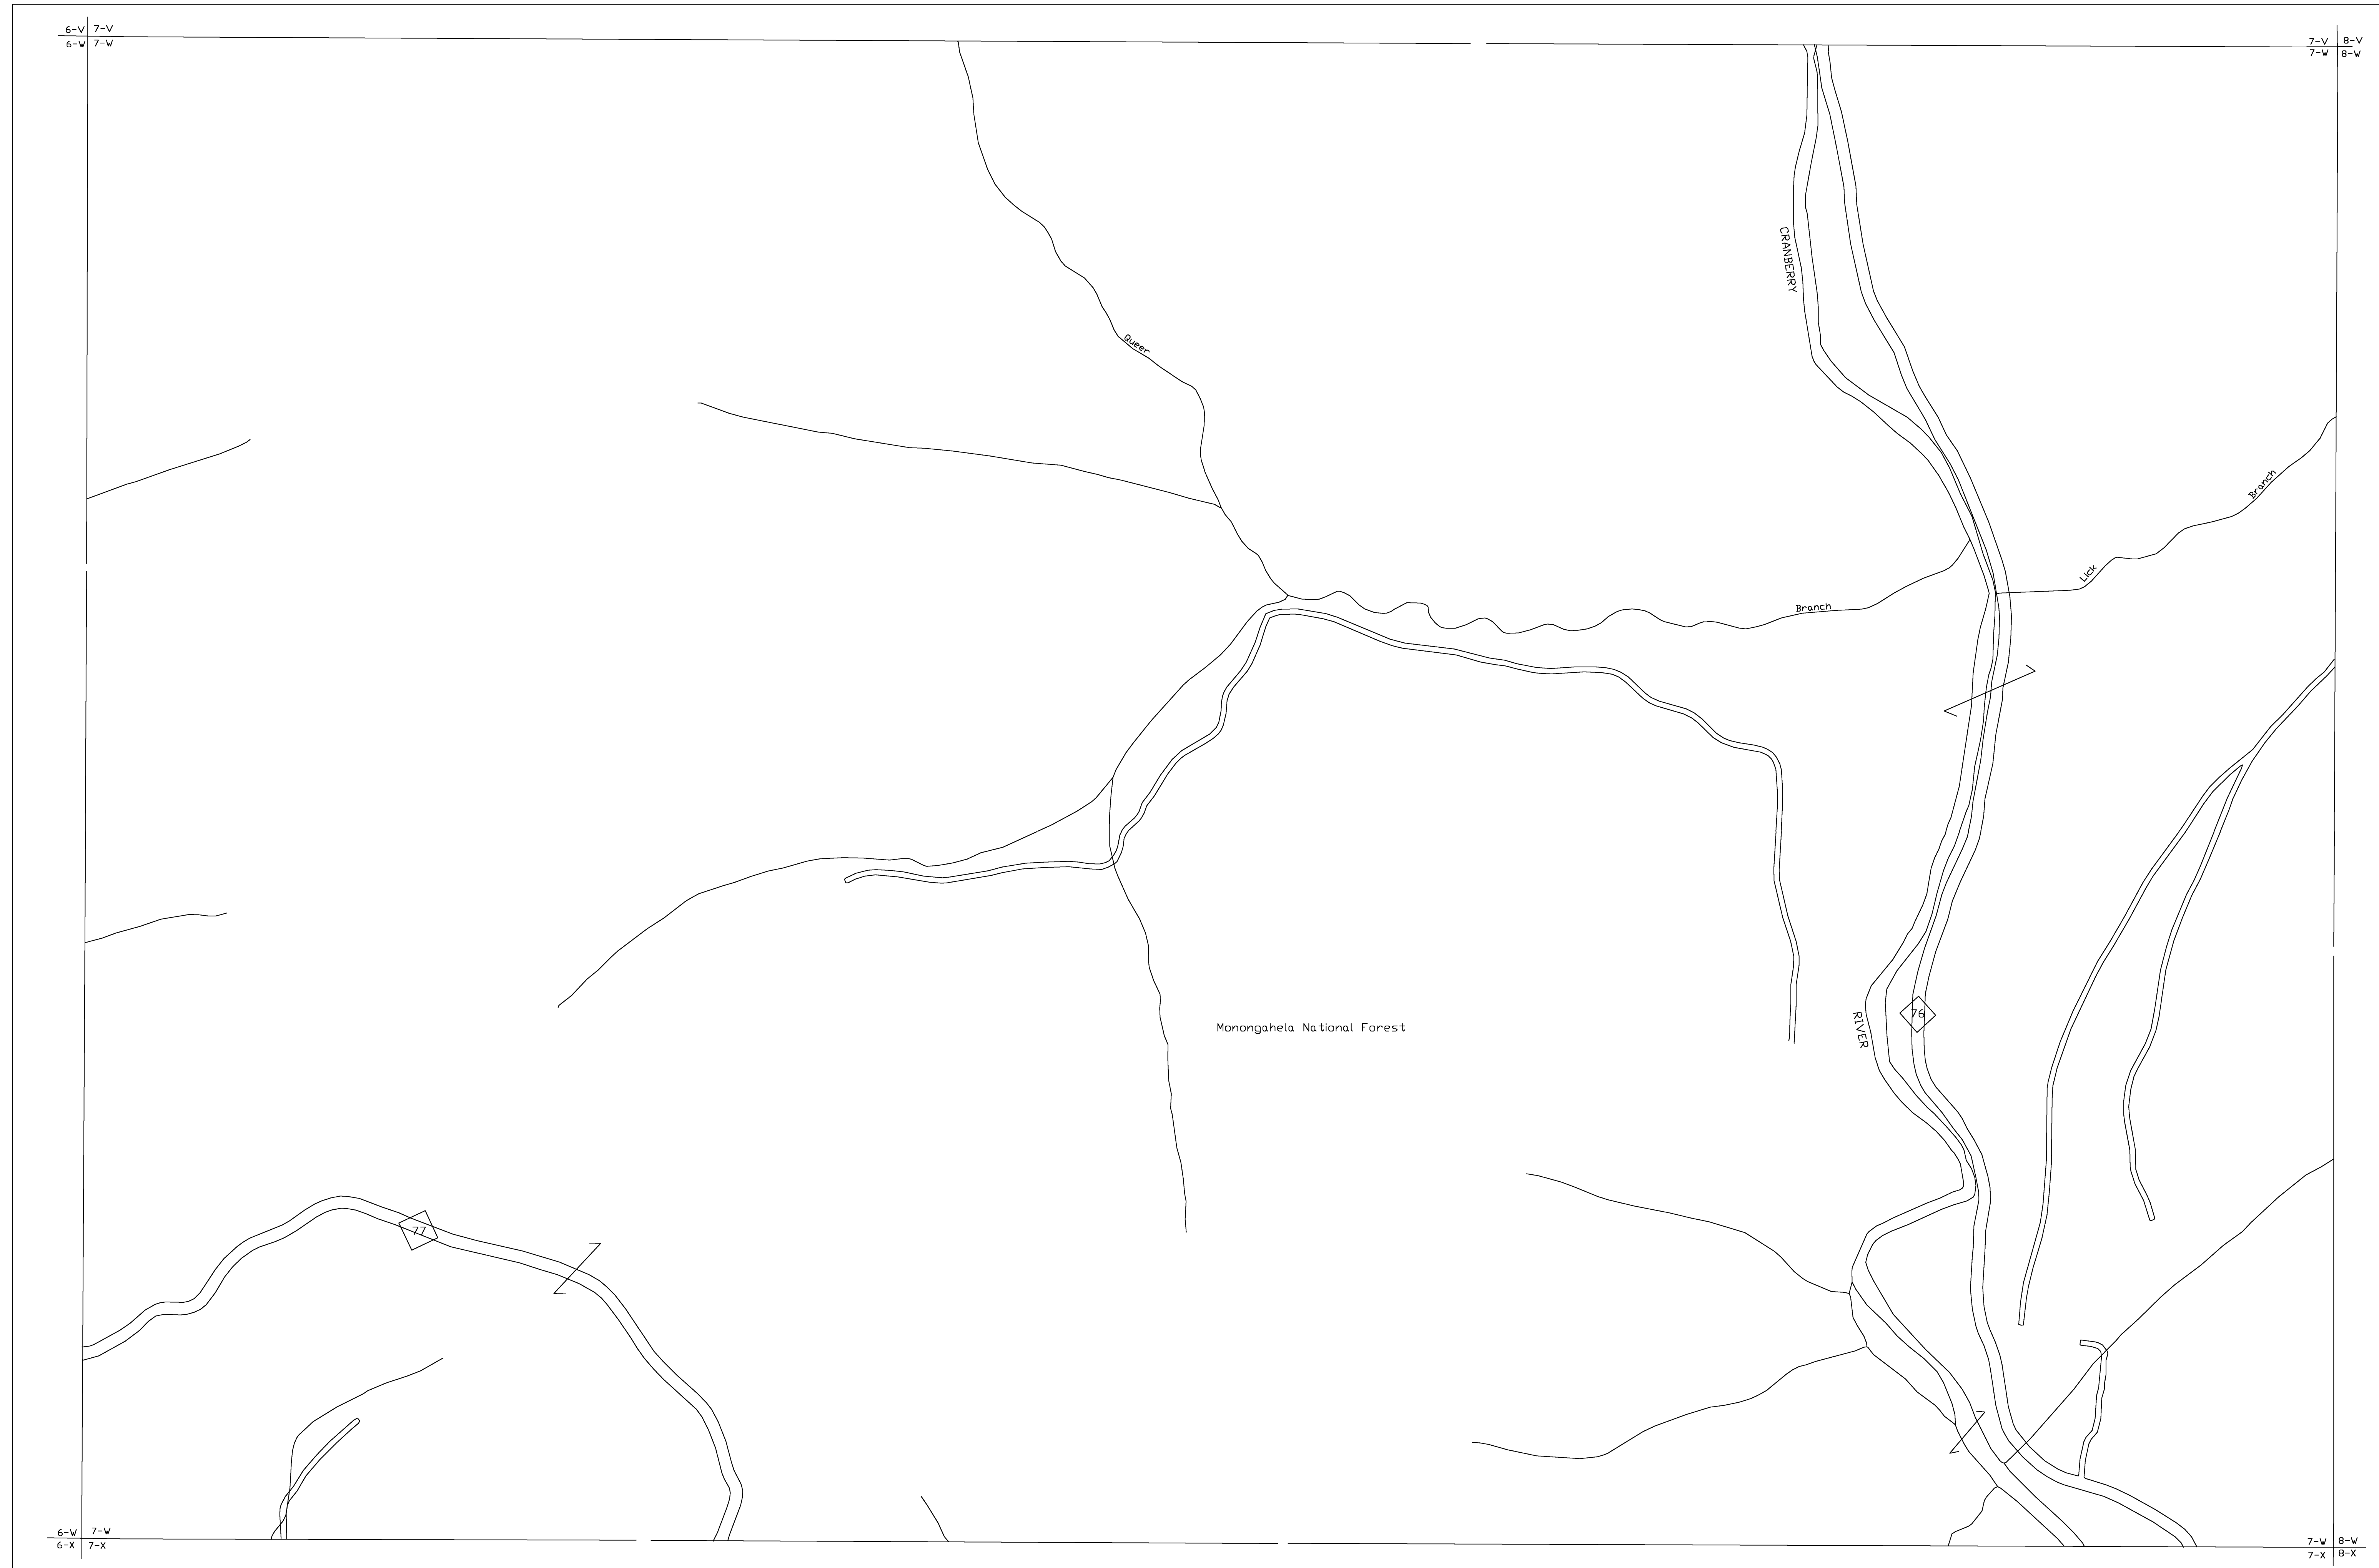 6-V 7-V
6-W 7-W
7-V 8-V
7-W 8-W
CRANBERRY
Queer
Branch
Lick
Branch
76
RIVER
Monongahela National Forest
77
6-W 7-W
6-X 7-X
7-W 8-W
7-X 8-X